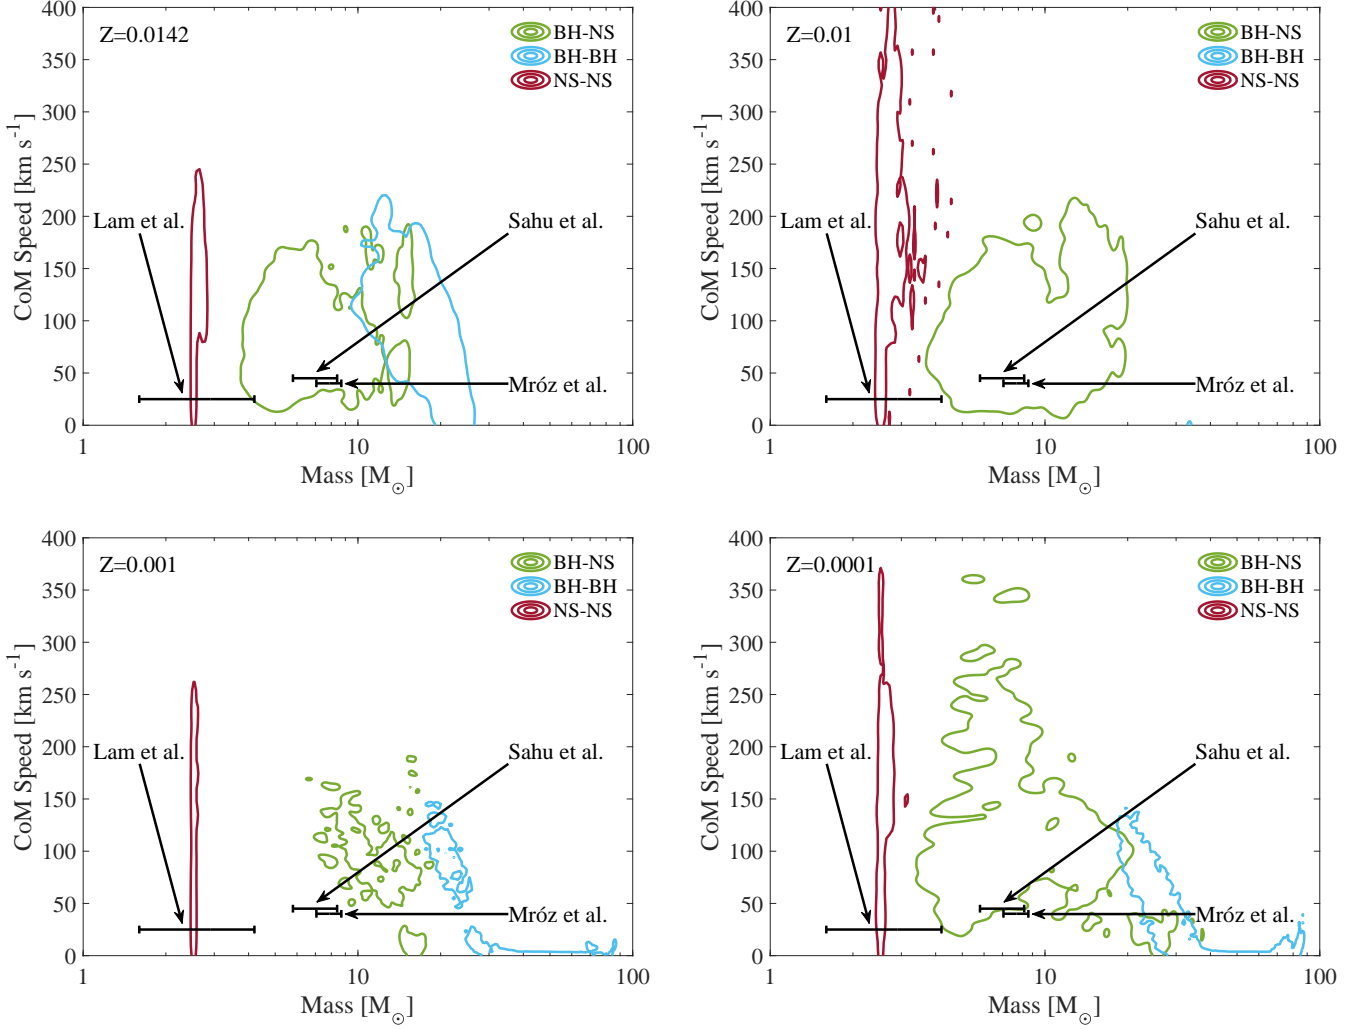 Z=0.0142
BH-NS
BH-BH
NS-NS
400
350
300
250
200
150
100
50
0
CoM Speed [km s⁻¹]
Lam et al.
Sahu et al.
Mróz et al.
1
10
100
Mass [M⊙]
Z=0.01
BH-NS
BH-BH
NS-NS
400
350
300
250
200
150
100
50
0
CoM Speed [km s⁻¹]
Lam et al.
Sahu et al.
Mróz et al.
1
10
100
Mass [M⊙]
Z=0.001
BH-NS
BH-BH
NS-NS
400
350
300
250
200
150
100
50
0
CoM Speed [km s⁻¹]
Lam et al.
Sahu et al.
Mróz et al.
1
10
100
Mass [M⊙]
Z=0.0001
BH-NS
BH-BH
NS-NS
400
350
300
250
200
150
100
50
0
CoM Speed [km s⁻¹]
Lam et al.
Sahu et al.
Mróz et al.
1
10
100
Mass [M⊙]